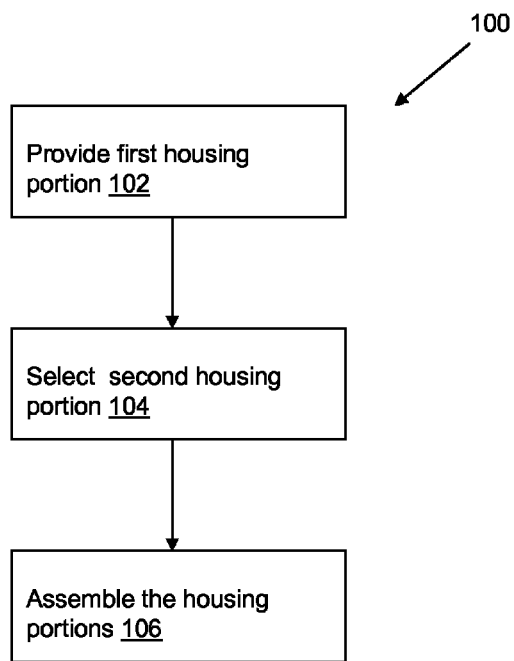 100
Provide first housing
portion 102
Select second housing
portion 104
Assemble the housing
portions 106